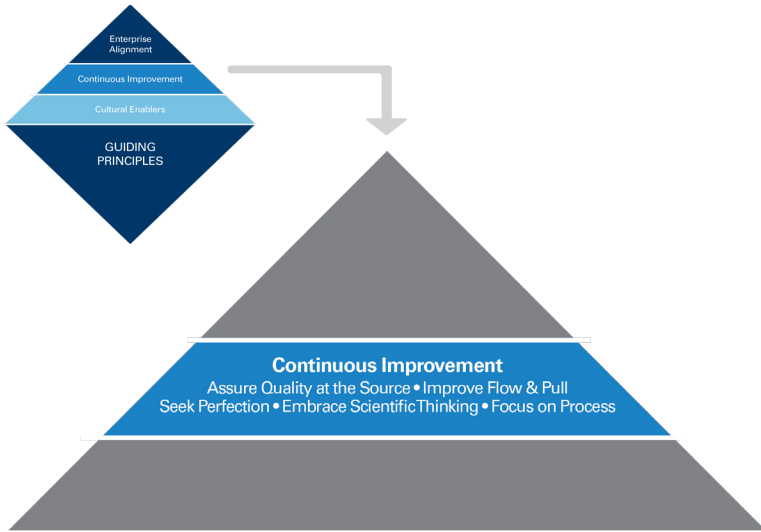 Enterprise
Alignment
Continuous Improvement
Cultural Enablers
GUIDING
PRINCIPLES
Continuous Improvement
Assure Quality at the Source • Improve Flow & Pull
Seek Perfection • Embrace Scientific Thinking • Focus on Process